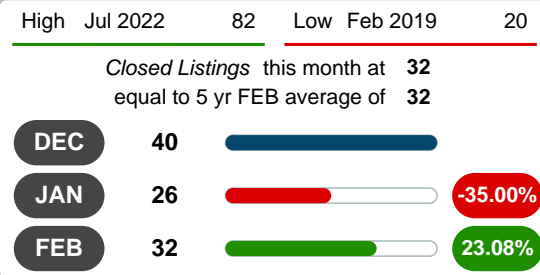 High Jul 2022 82 Low Feb 2019 20
Closed Listings this month at 32
equal to 5 yr FEB average of 32
DEC 40
JAN 26 -35.00%
FEB 32 23.08%